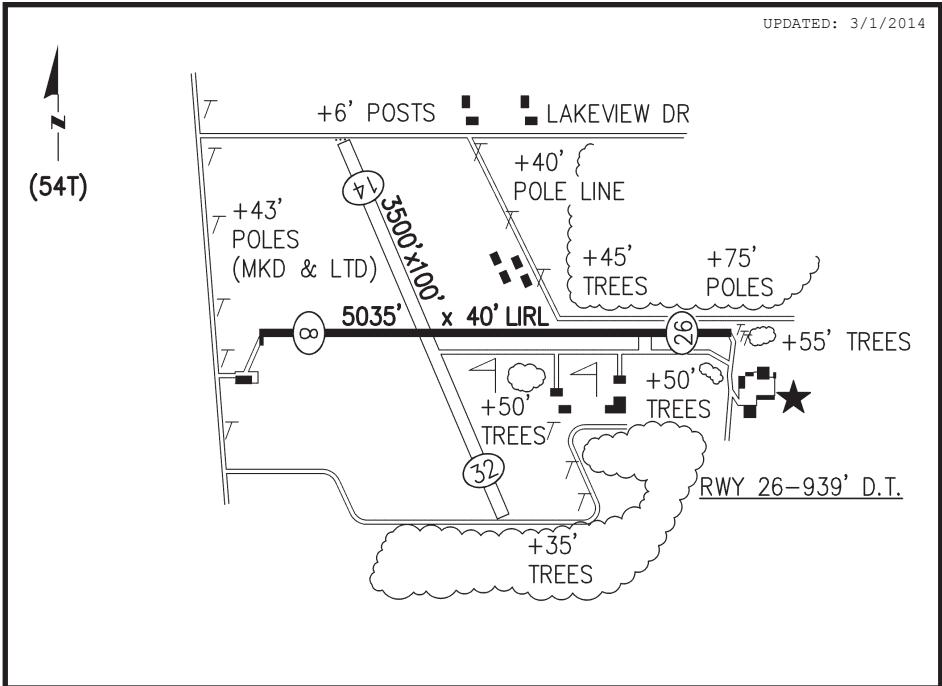 UPDATED: 3/1/2014
N
(54T)
+6' POSTS
LAKEVIEW DR
+40'
POLE LINE
14
3500'x100'
+43'
POLES
(MKD & LTD)
+45'
TREES
+75'
POLES
5035' x 40' LIRL
8
26
+55' TREES
+50'
TREES
+50'
TREES
32
RWY 26-939' D.T.
+35'
TREES